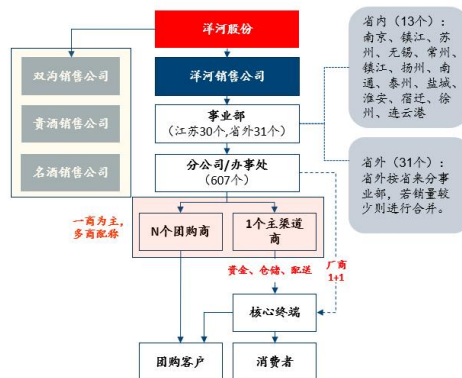 洋河股份
双沟销售公司
贵酒销售公司
名酒销售公司
洋河销售公司
事业部
(江苏30个,省外31个)
分公司/办事处
(607个)
一商为主,
多商配称
N个团购商
1个主渠道
商
资金、仓储、配送
厂商
1+1
核心终端
团购客户
消费者
省内(13个):
南京、镇江、苏
州、无锡、常州、
镇江、扬州、南
通、泰州、盐城、
淮安、宿迁、徐
州、连云港
省外(31个):
省外按省来分事
业部,若销量较
少则进行合并。